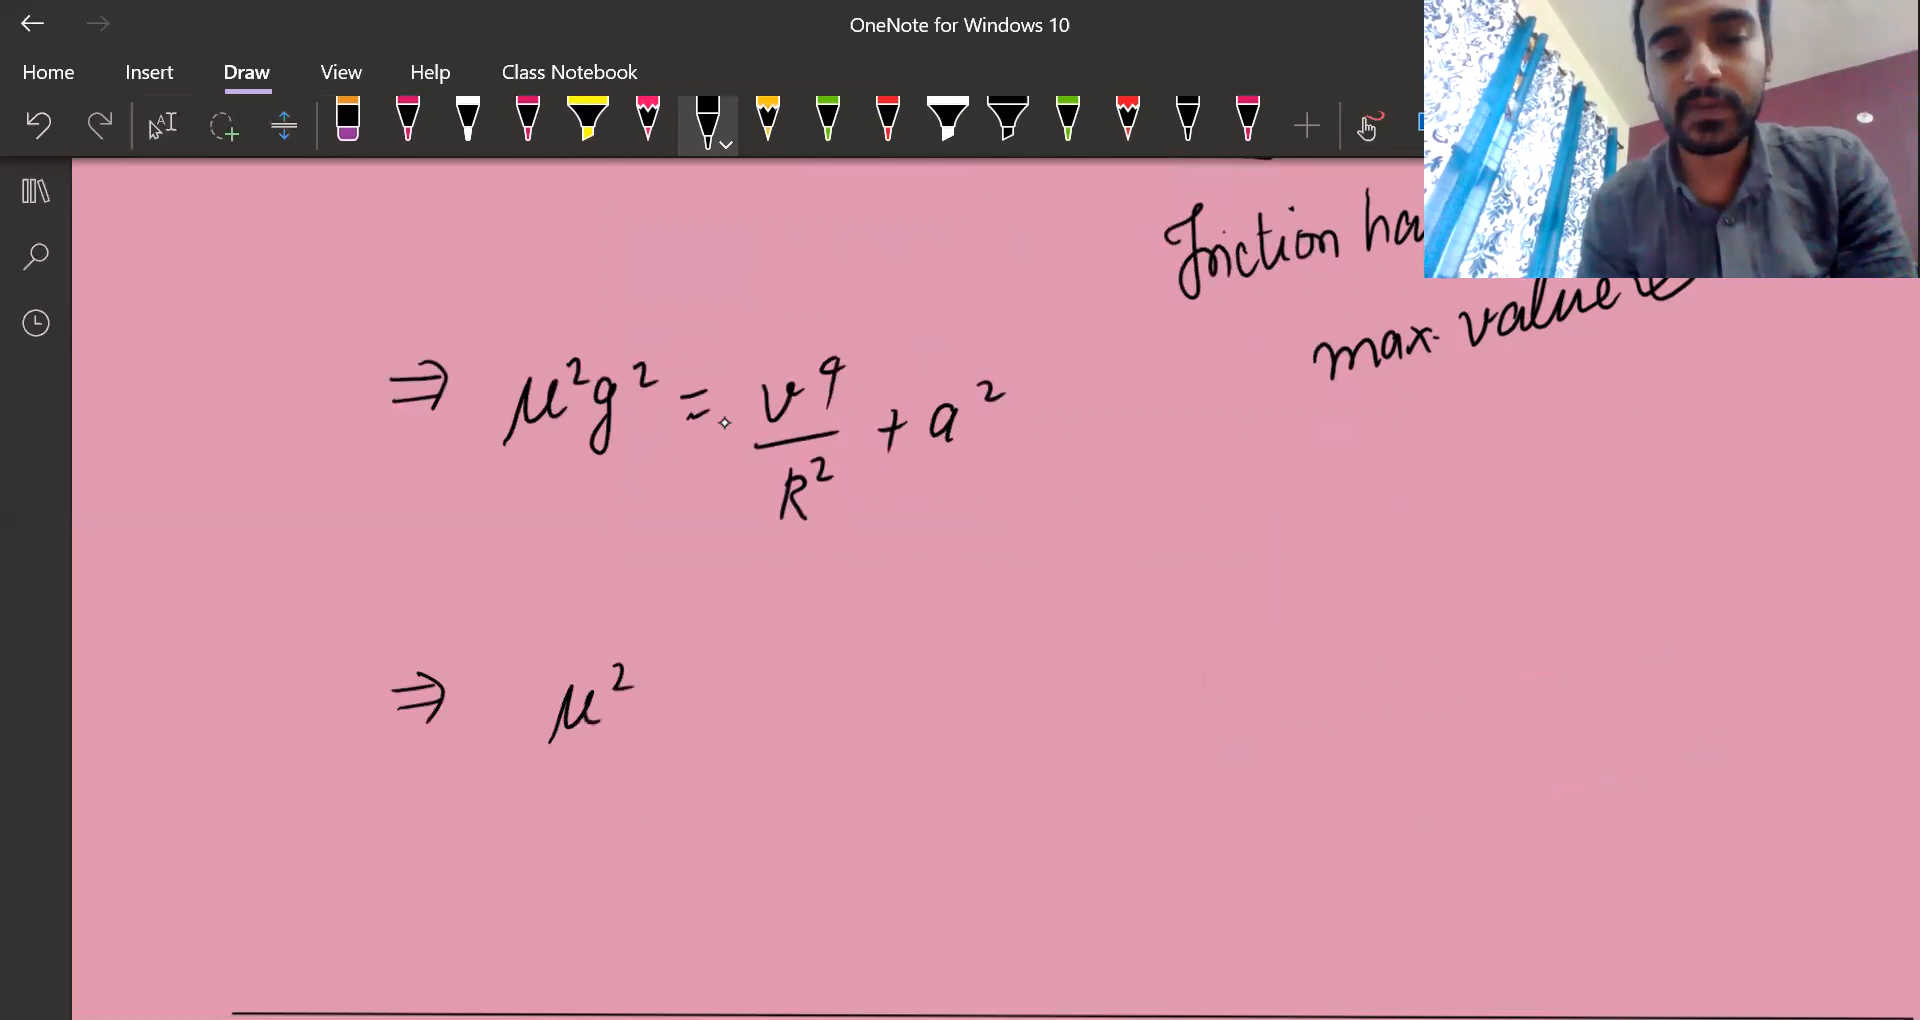 OneNote for Windows 10
Home Insert Draw View Help Class Notebook
Friction
max. value
⇒ μ²g² = v⁴/R² + a²
⇒ μ²